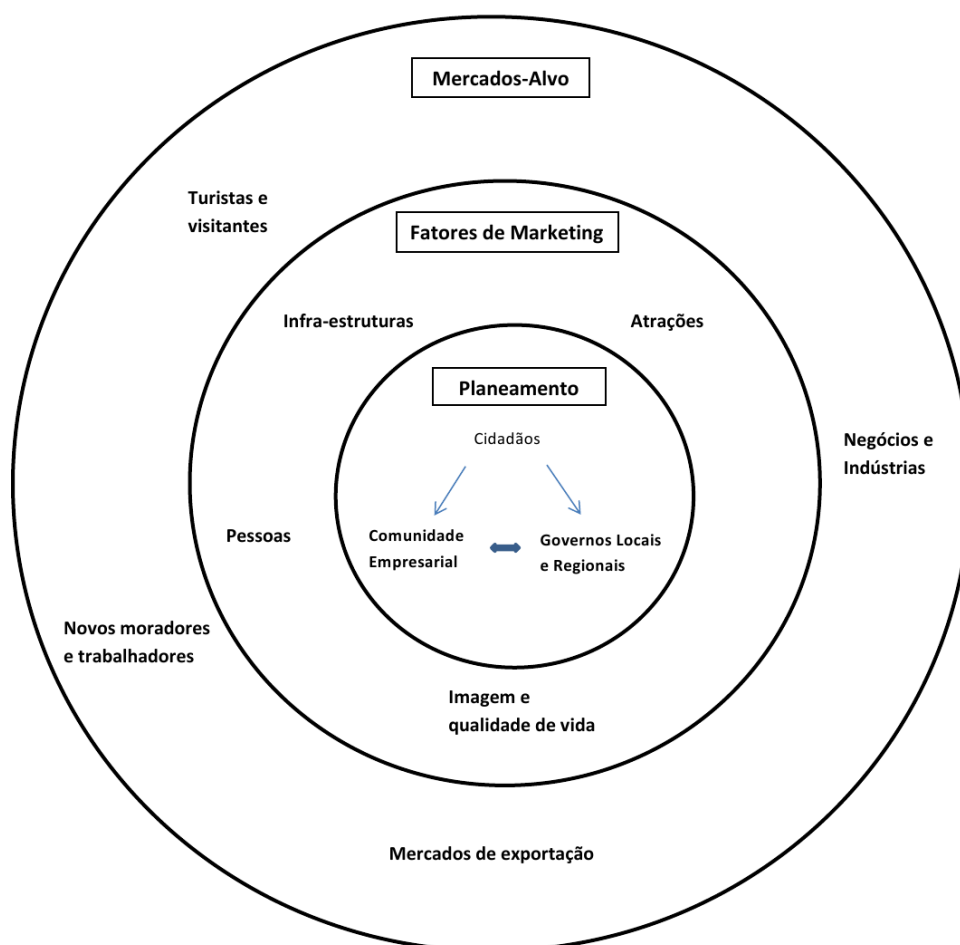 Mercados-Alvo
Turistas e
visitantes
Fatores de Marketing
Infra-estruturas
Atrações
Planeamento
Cidadãos
Negócios e
Indústrias
Pessoas
Comunidade
Empresarial
Governos Locais
e Regionais
Novos moradores
e trabalhadores
Imagem e
qualidade de vida
Mercados de exportação